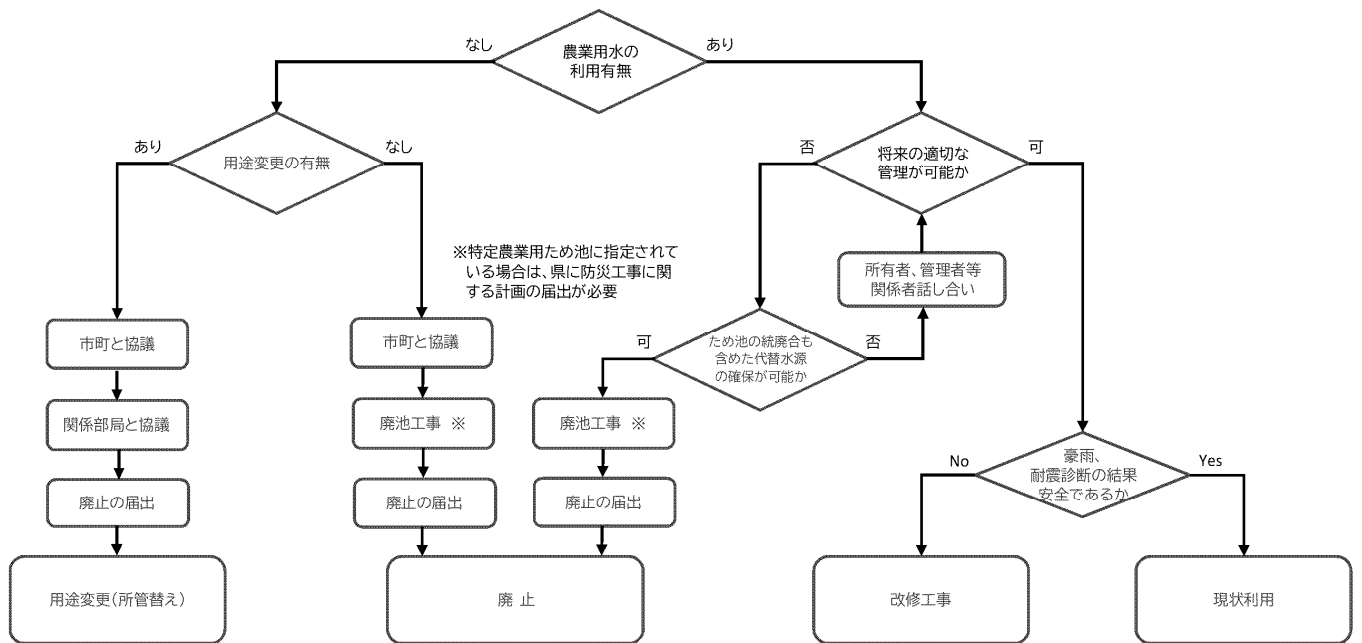 なし
農業用水の
利用有無
あり
あり
用途変更の有無
なし
否
将来の適切な
管理が可能か
可
※特定農業用ため池に指定されて
いる場合は、県に防災工事に関
する計画の届出が必要
所有者、管理者等
関係者話し合い
市町と協議
市町と協議
可
ため池の統廃合も
含めた代替水源
の確保が可能か
否
関係部局と協議
廃池工事 ※
廃池工事 ※
No
豪雨、
耐震診断の結果
安全であるか
Yes
廃止の届出
廃止の届出
廃止の届出
用途変更(所管替え)
廃 止
改修工事
現状利用